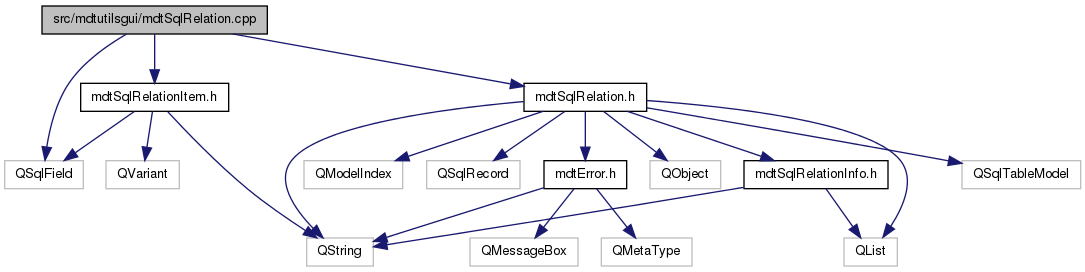 src/mdtutilsgui/mdtSqlRelation.cpp
mdtSqlRelationItem.h
mdtSqlRelation.h
QSqlField
QVariant
QModelIndex
QSqlRecord
mdtError.h
QObject
mdtSqlRelationInfo.h
QSqlTableModel
QString
QMessageBox
QMetaType
QList